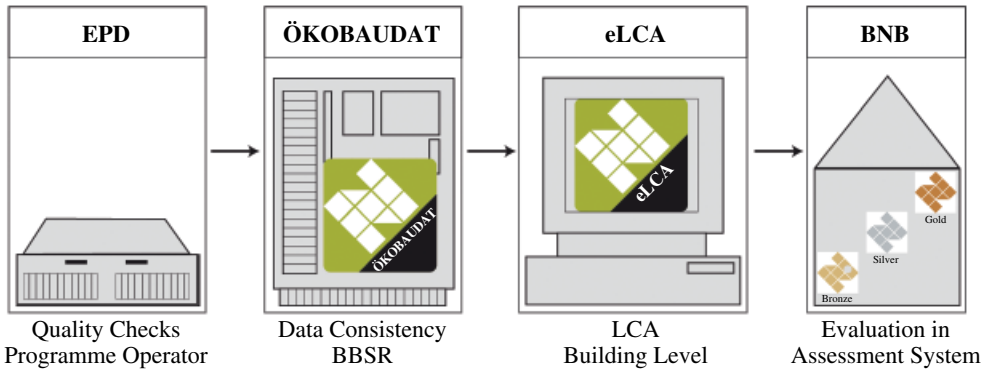 EPD
ÖKOBAUDAT
eLCA
BNB
ÖKOBAUDAT
eLCA
Gold
Silver
Bronze
Quality Checks
Programme Operator
Data Consistency
BBSR
LCA
Building Level
Evaluation in
Assessment System